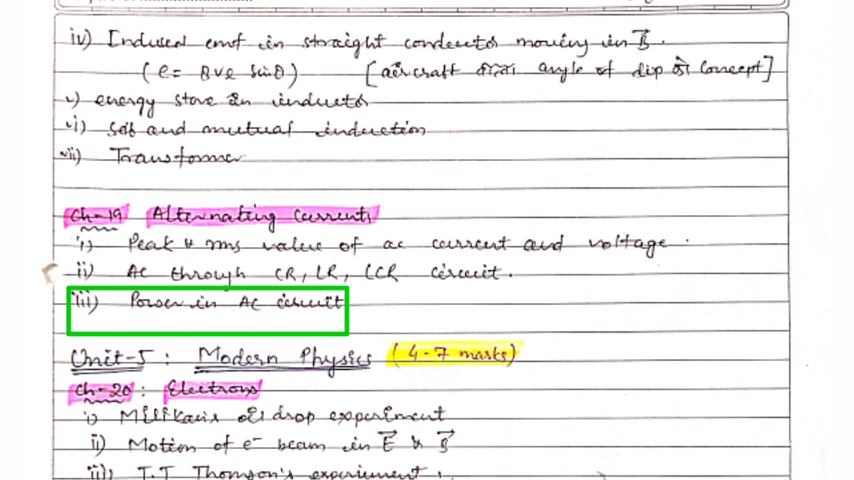 iv) Induced emf in straight conductor moving in B⃗.
(e = Bvl sinθ) [aircraft वाला angle of dip को concept]
v) energy store in inductor
vi) Self and mutual induction
vii) Transformer
Ch-19 Alternating Currents
i) Peak & rms value of ac current and voltage.
ii) AC through CR, LR, LCR circuit.
iii) Power in AC circuit
Unit-5 : Modern Physics (4-7 marks)
Ch-20 : Electrons
i) Millikan's oil drop experiment
ii) Motion of e⁻ beam in E⃗ & B⃗
iii) J.J Thomson's experiment.